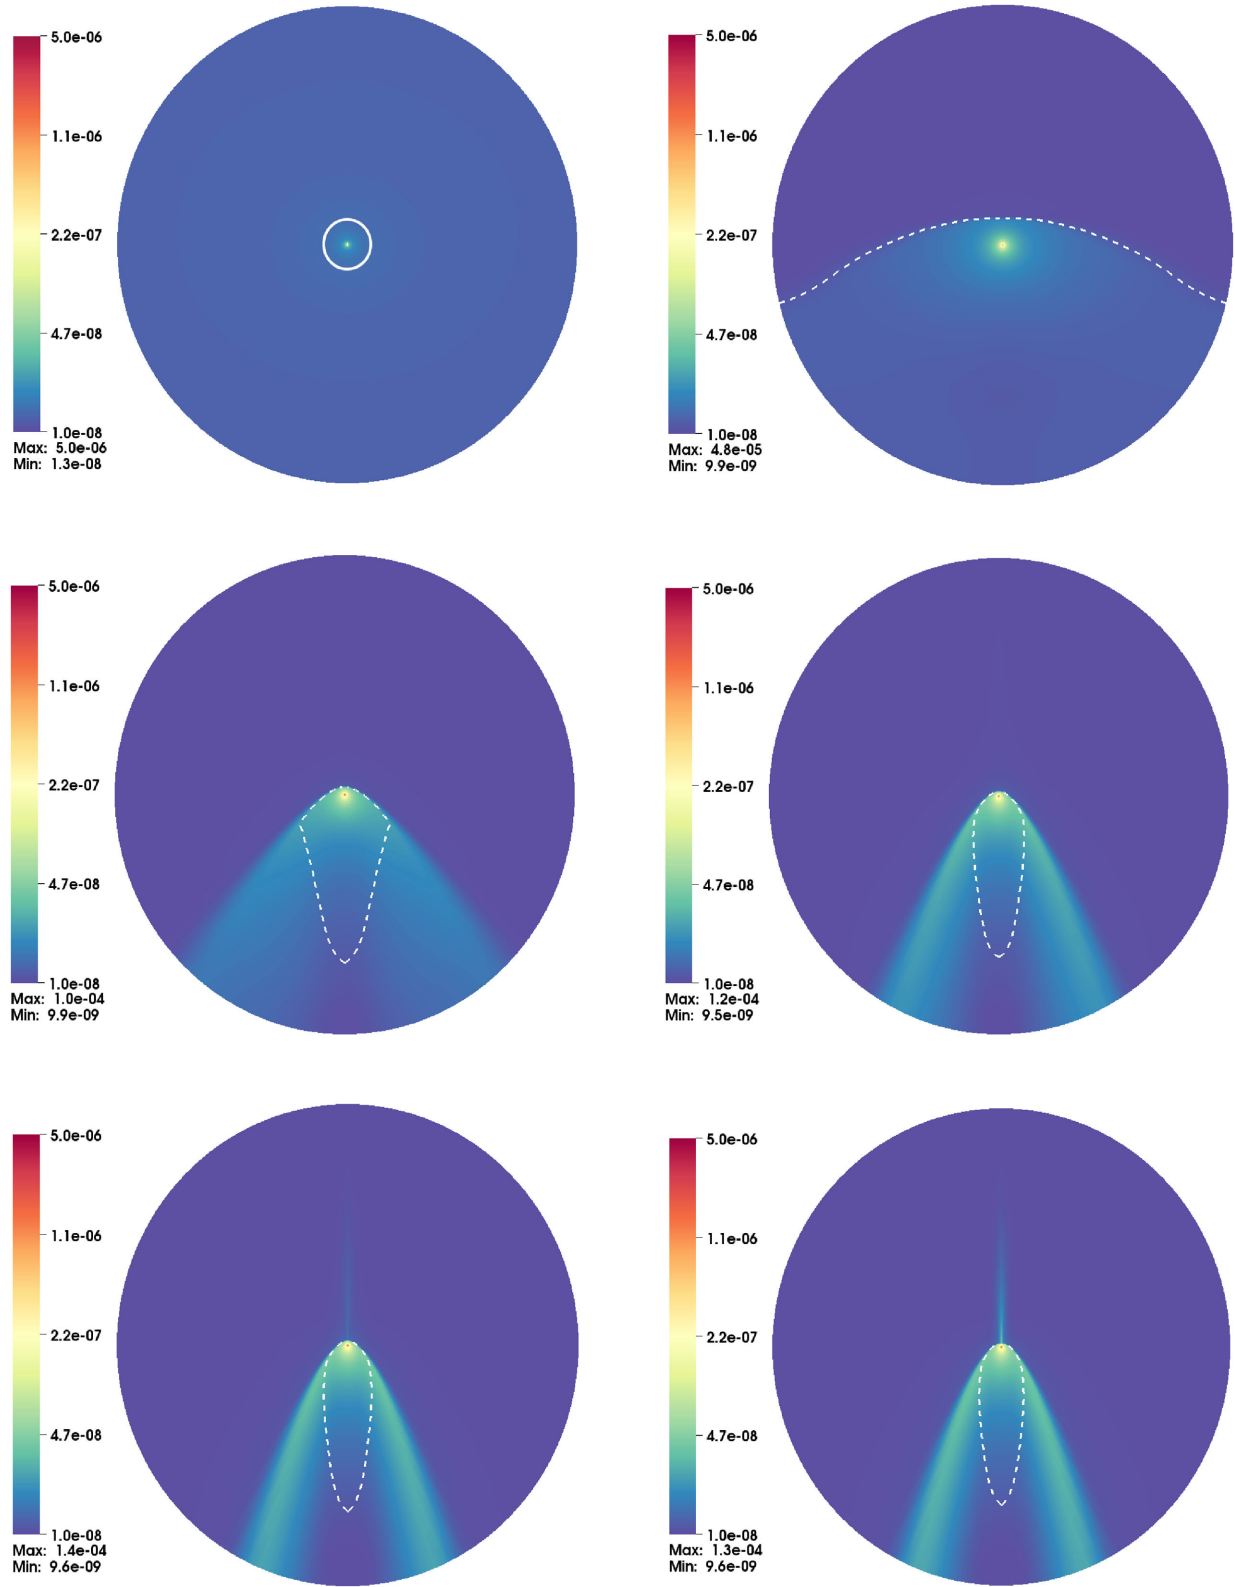 5.0e-06
1.1e-06
2.2e-07
4.7e-08
1.0e-08
Max: 5.0e-06
Min: 1.3e-08
5.0e-06
1.1e-06
2.2e-07
4.7e-08
1.0e-08
Max: 4.8e-05
Min: 9.9e-09
5.0e-06
1.1e-06
2.2e-07
4.7e-08
1.0e-08
Max: 1.0e-04
Min: 9.9e-09
5.0e-06
1.1e-06
2.2e-07
4.7e-08
1.0e-08
Max: 1.2e-04
Min: 9.5e-09
5.0e-06
1.1e-06
2.2e-07
4.7e-08
1.0e-08
Max: 1.4e-04
Min: 9.6e-09
5.0e-06
1.1e-06
2.2e-07
4.7e-08
1.0e-08
Max: 1.3e-04
Min: 9.6e-09